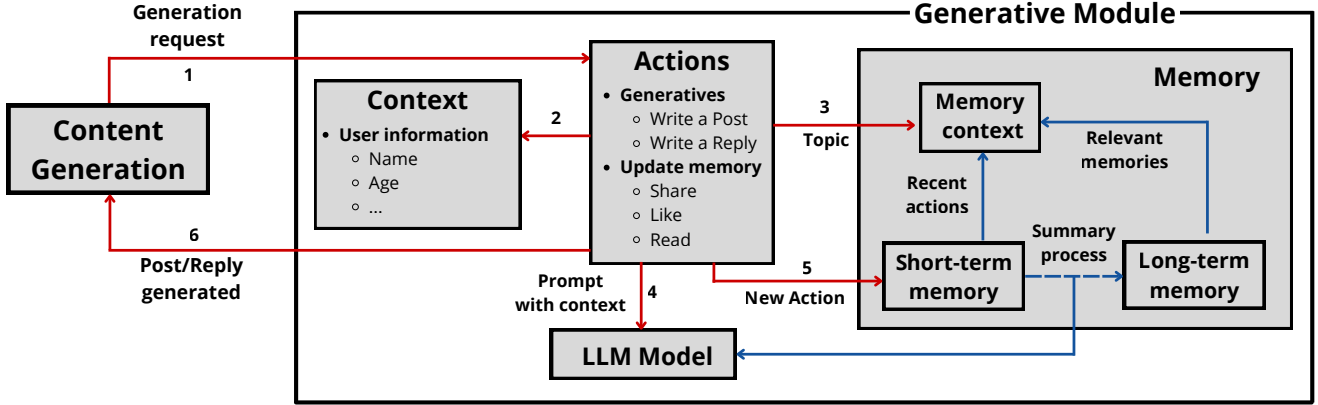 Generative Module
Generation
request
1
Content
Generation
6
Post/Reply
generated
Context
• User information
◦ Name
◦ Age
◦ ...
2
Actions
• Generatives
◦ Write a Post
◦ Write a Reply
• Update memory
◦ Share
◦ Like
◦ Read
3
Topic
Memory
Memory
context
Relevant
memories
Recent
actions
Summary
process
Short-term
memory
Long-term
memory
5
New Action
Prompt
with context
4
LLM Model